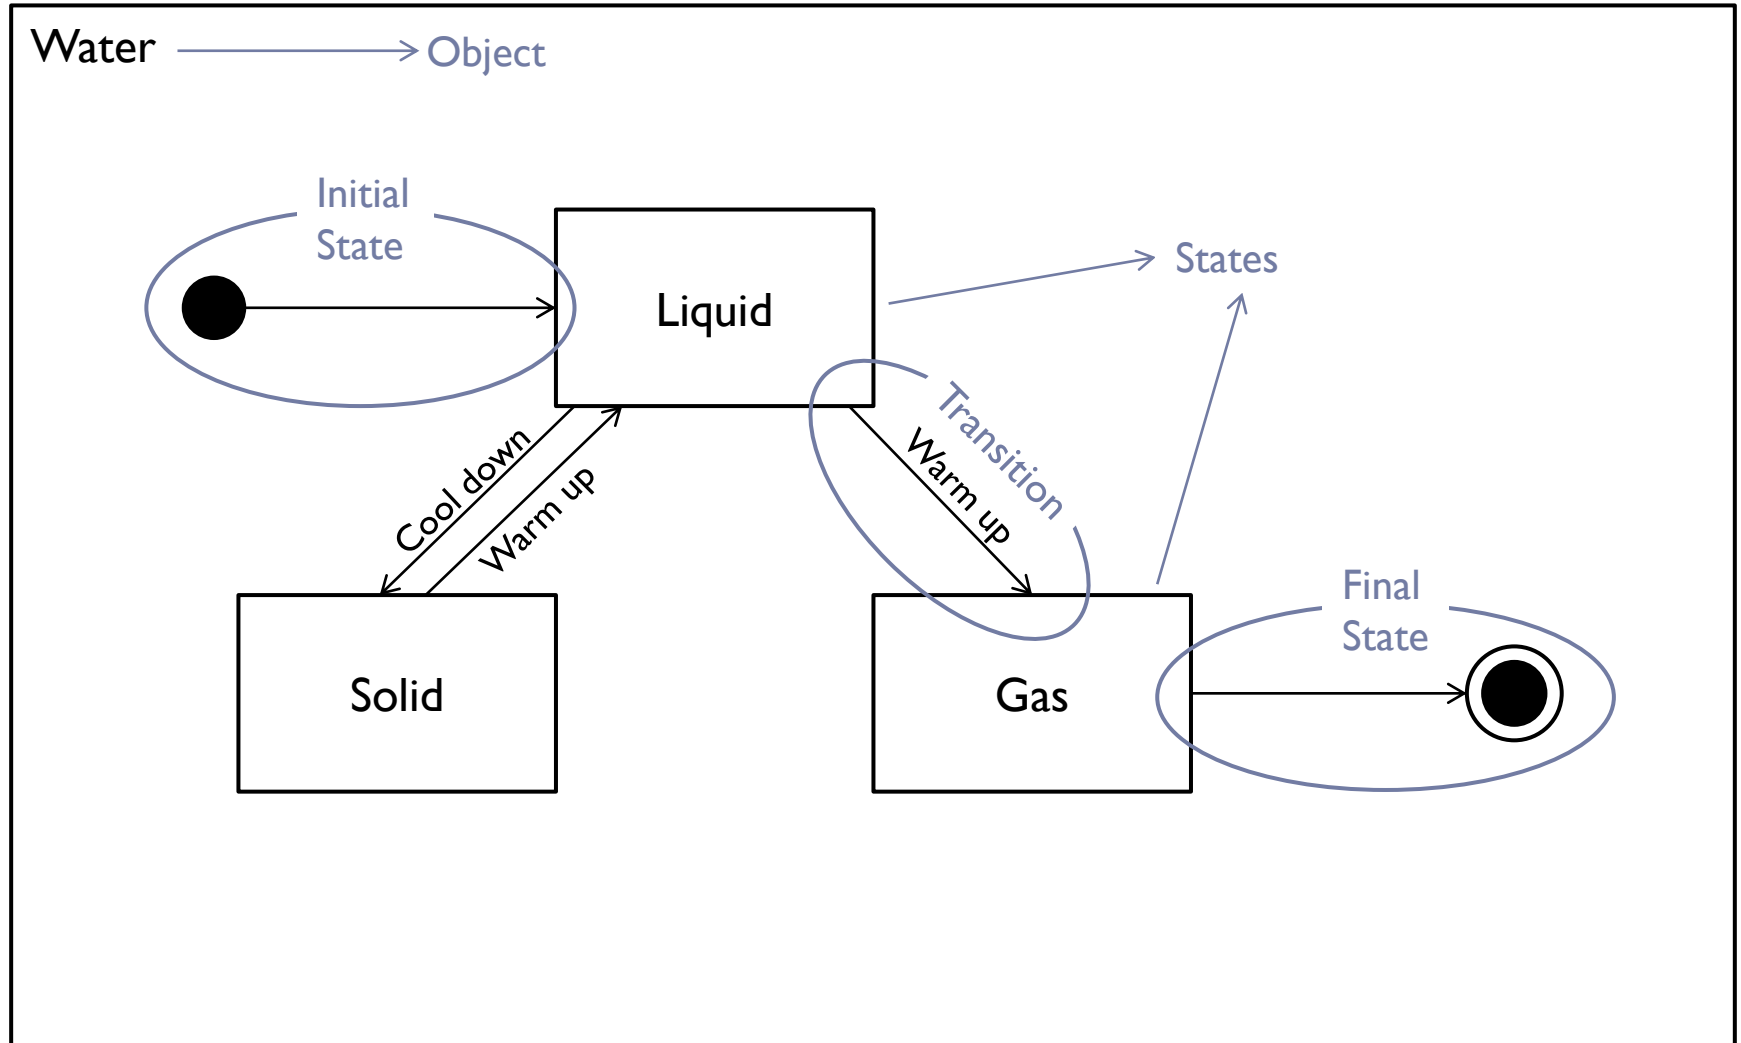 Water
Object
Initial
State
Liquid
States
Transition
Warm up
Cool down
Warm up
Final
State
Solid
Gas